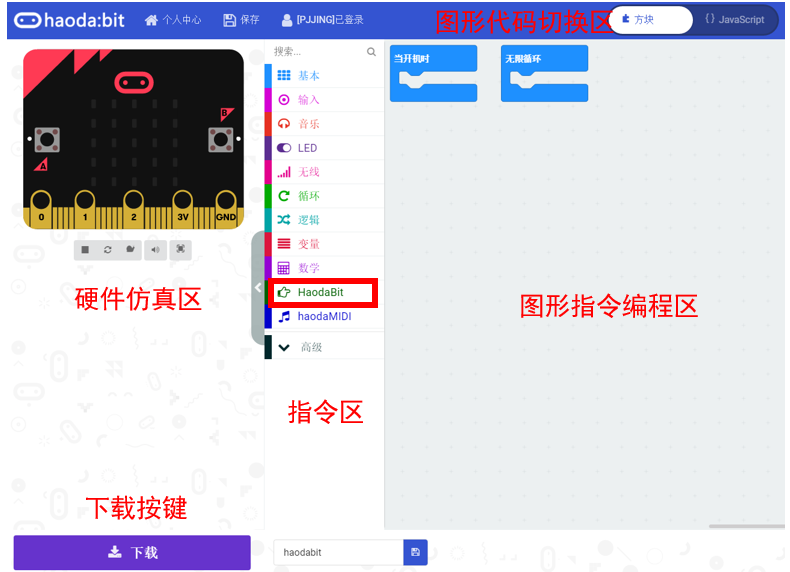 haoda:bit
个人中心
保存
[PJJING]已登录
图形代码切换区
方块
{} JavaScript
搜索...
基本
输入
音乐
LED
无线
循环
逻辑
变量
数学
HaodaBit
haodaMIDI
高级
当开机时
无限循环
B
A
0
1
2
3V
GND
硬件仿真区
图形指令编程区
指令区
下载按键
下载
haodabit